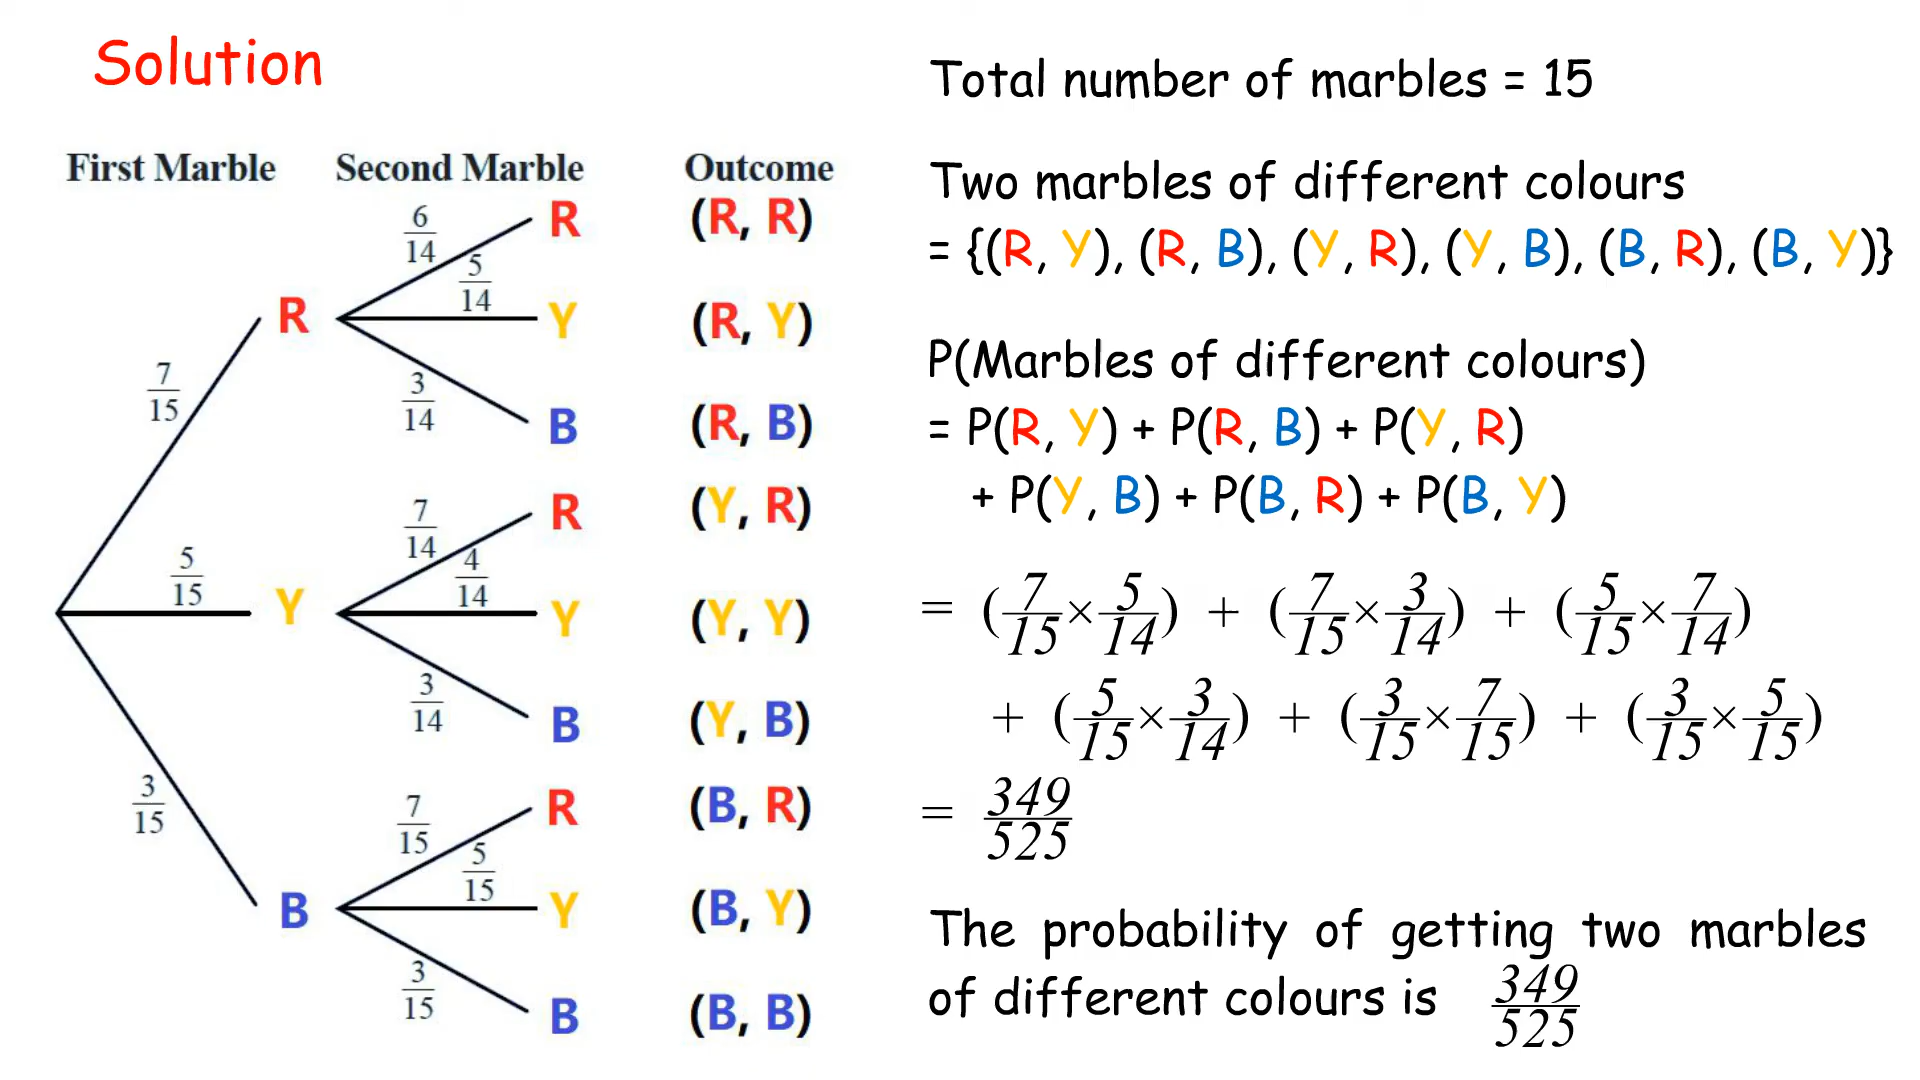 Solution
First Marble Second Marble Outcome
6/14 R (R, R)
5/14
R Y (R, Y)
7/15 3/14
B (R, B)
7/14 R (Y, R)
5/15 4/14
Y Y (Y, Y)
3/14 B (Y, B)
3/15 7/15 R (B, R)
5/15
B Y (B, Y)
3/15 B (B, B)
Total number of marbles = 15
Two marbles of different colours
= {(R, Y), (R, B), (Y, R), (Y, B), (B, R), (B, Y)}
P(Marbles of different colours)
= P(R, Y) + P(R, B) + P(Y, R)
+ P(Y, B) + P(B, R) + P(B, Y)
= (7/15 × 5/14) + (7/15 × 3/14) + (5/15 × 7/14)
+ (5/15 × 3/14) + (3/15 × 7/15) + (3/15 × 5/15)
= 349/525
The probability of getting two marbles
of different colours is 349/525